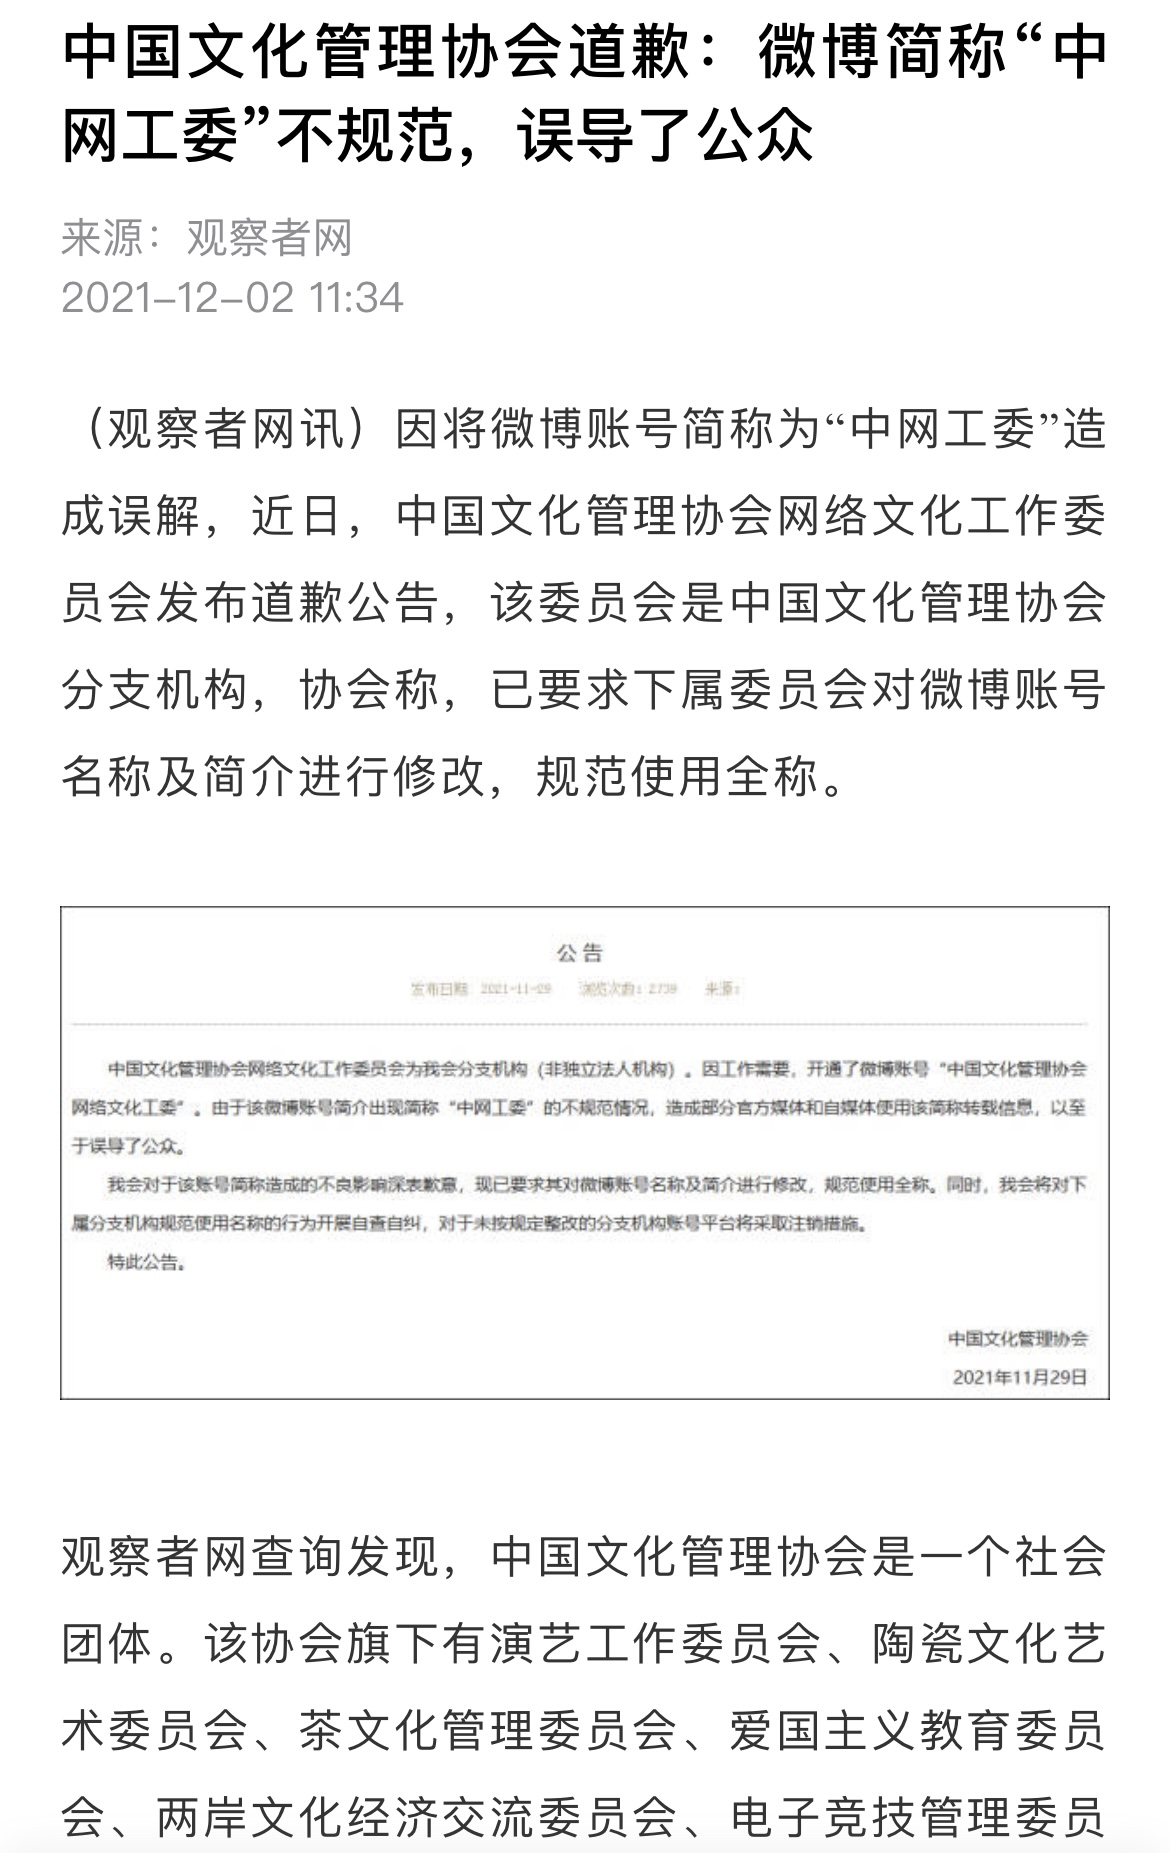 中国文化管理协会道歉：微博简称“中
网工委”不规范，误导了公众
来源：观察者网
2021-12-02 11:34
（观察者网讯）因将微博账号简称为“中网工委”造
成误解，近日，中国文化管理协会网络文化工作委
员会发布道歉公告，该委员会是中国文化管理协会
分支机构，协会称，已要求下属委员会对微博账号
名称及简介进行修改，规范使用全称。
公告
发布日期 2021-11-29 浏览次数：2739 来源：
中国文化管理协会网络文化工作委员会为我会分支机构（非独立法人机构）。因工作需要，开通了微博账号“中国文化管理协会
网络文化工委”。由于该微博账号简介出现简称“中网工委”的不规范情况，造成部分官方媒体和自媒体使用该简称转载信息，以至
于误导了公众。
我会对于该账号简称造成的不良影响深表歉意，现已要求其对微博账号名称及简介进行修改，规范使用全称。同时，我会将对下
属分支机构规范使用名称的行为开展自查自纠，对于未按规定整改的分支机构账号平台将采取注销措施。
特此公告。
中国文化管理协会
2021年11月29日
观察者网查询发现，中国文化管理协会是一个社会
团体。该协会旗下有演艺工作委员会、陶瓷文化艺
术委员会、茶文化管理委员会、爱国主义教育委员
会、两岸文化经济交流委员会、电子竞技管理委员